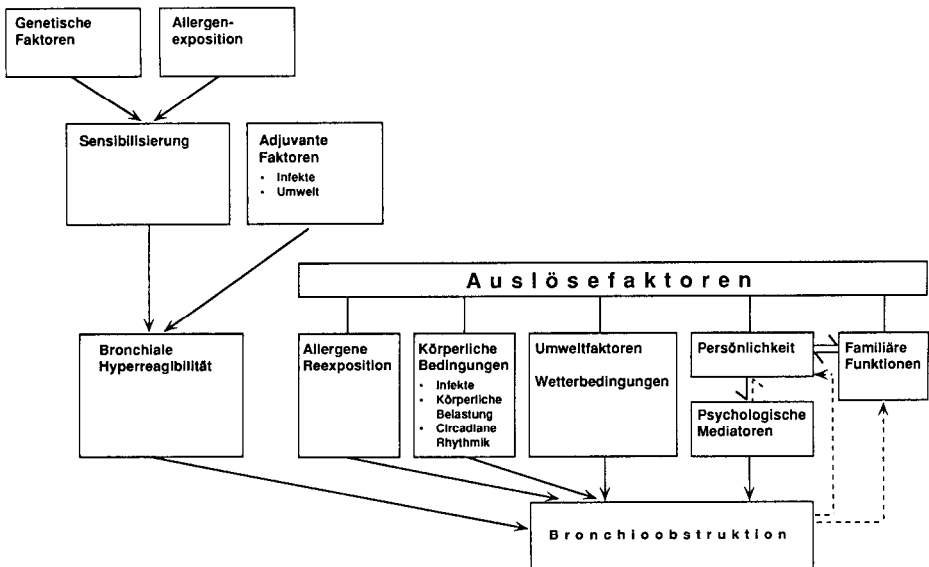 Genetische
Faktoren
Allergen-
exposition
Sensibilisierung
Adjuvante
Faktoren
• Infekte
• Umwelt
Auslösefaktoren
Bronchiale
Hyperreagibilität
Allergene
Reexposition
Körperliche
Bedingungen
• Infekte
• Körperliche
Belastung
• Circadiane
Rhythmik
Umweltfaktoren
Wetterbedingungen
Persönlichkeit
Familiäre
Funktionen
Psychologische
Mediatoren
Bronchioobstruktion